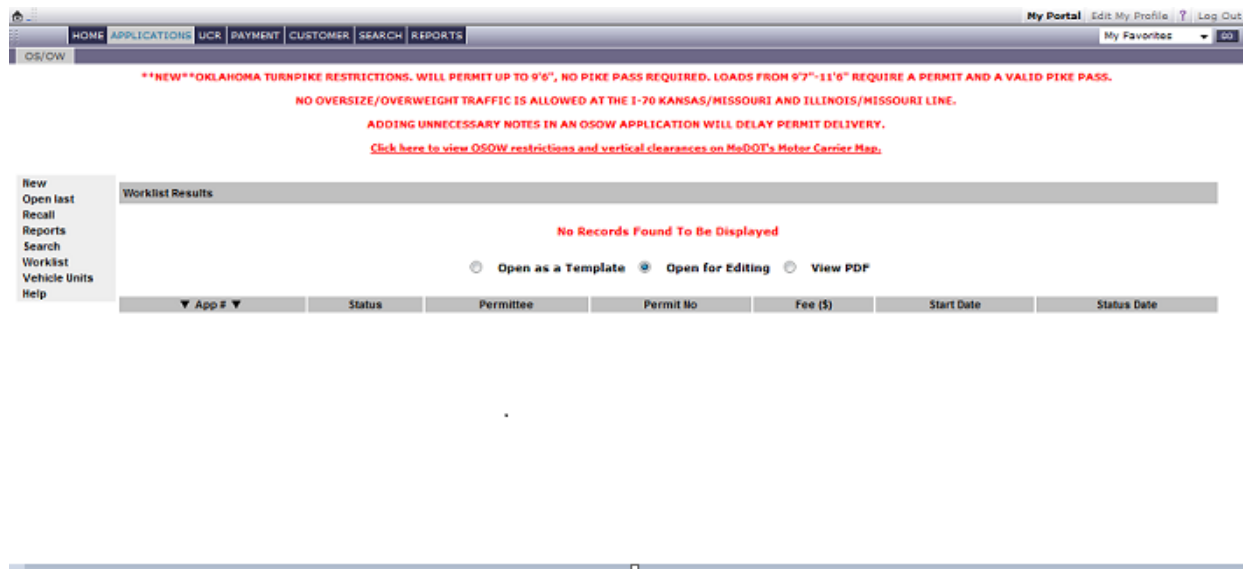 My Portal Edit My Profile ? Log Out
HOME APPLICATIONS UCR PAYMENT CUSTOMER SEARCH REPORTS My Favorites GO
OS/OW
**NEW**OKLAHOMA TURNPIKE RESTRICTIONS. WILL PERMIT UP TO 9'6", NO PIKE PASS REQUIRED. LOADS FROM 9'7"-11'6" REQUIRE A PERMIT AND A VALID PIKE PASS.
NO OVERSIZE/OVERWEIGHT TRAFFIC IS ALLOWED AT THE I-70 KANSAS/MISSOURI AND ILLINOIS/MISSOURI LINE.
ADDING UNNECESSARY NOTES IN AN OSOW APPLICATION WILL DELAY PERMIT DELIVERY.
Click here to view OSOW restrictions and vertical clearances on MoDOT's Motor Carrier Map.
New
Open last
Recall
Reports
Search
Worklist
Vehicle Units
Help
Worklist Results
No Records Found To Be Displayed
Open as a Template Open for Editing View PDF
▼ App # ▼ Status Permittee Permit No Fee ($) Start Date Status Date